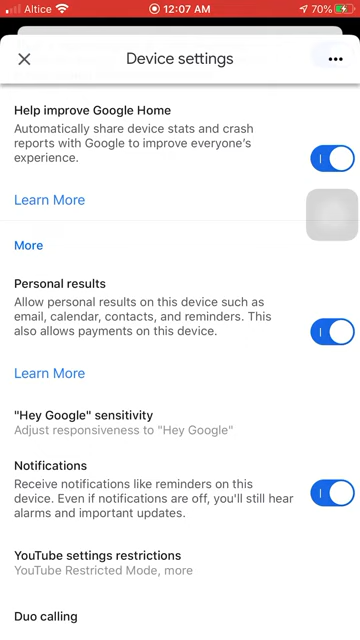 Altice 12:07 AM 70%
Device settings
Help improve Google Home
Automatically share device stats and crash
reports with Google to improve everyone's
experience.
Learn More
More
Personal results
Allow personal results on this device such as
email, calendar, contacts, and reminders. This
also allows payments on this device.
Learn More
"Hey Google" sensitivity
Adjust responsiveness to "Hey Google"
Notifications
Receive notifications like reminders on this
device. Even if notifications are off, you'll still hear
alarms and important updates.
YouTube settings restrictions
YouTube Restricted Mode, more
Duo calling